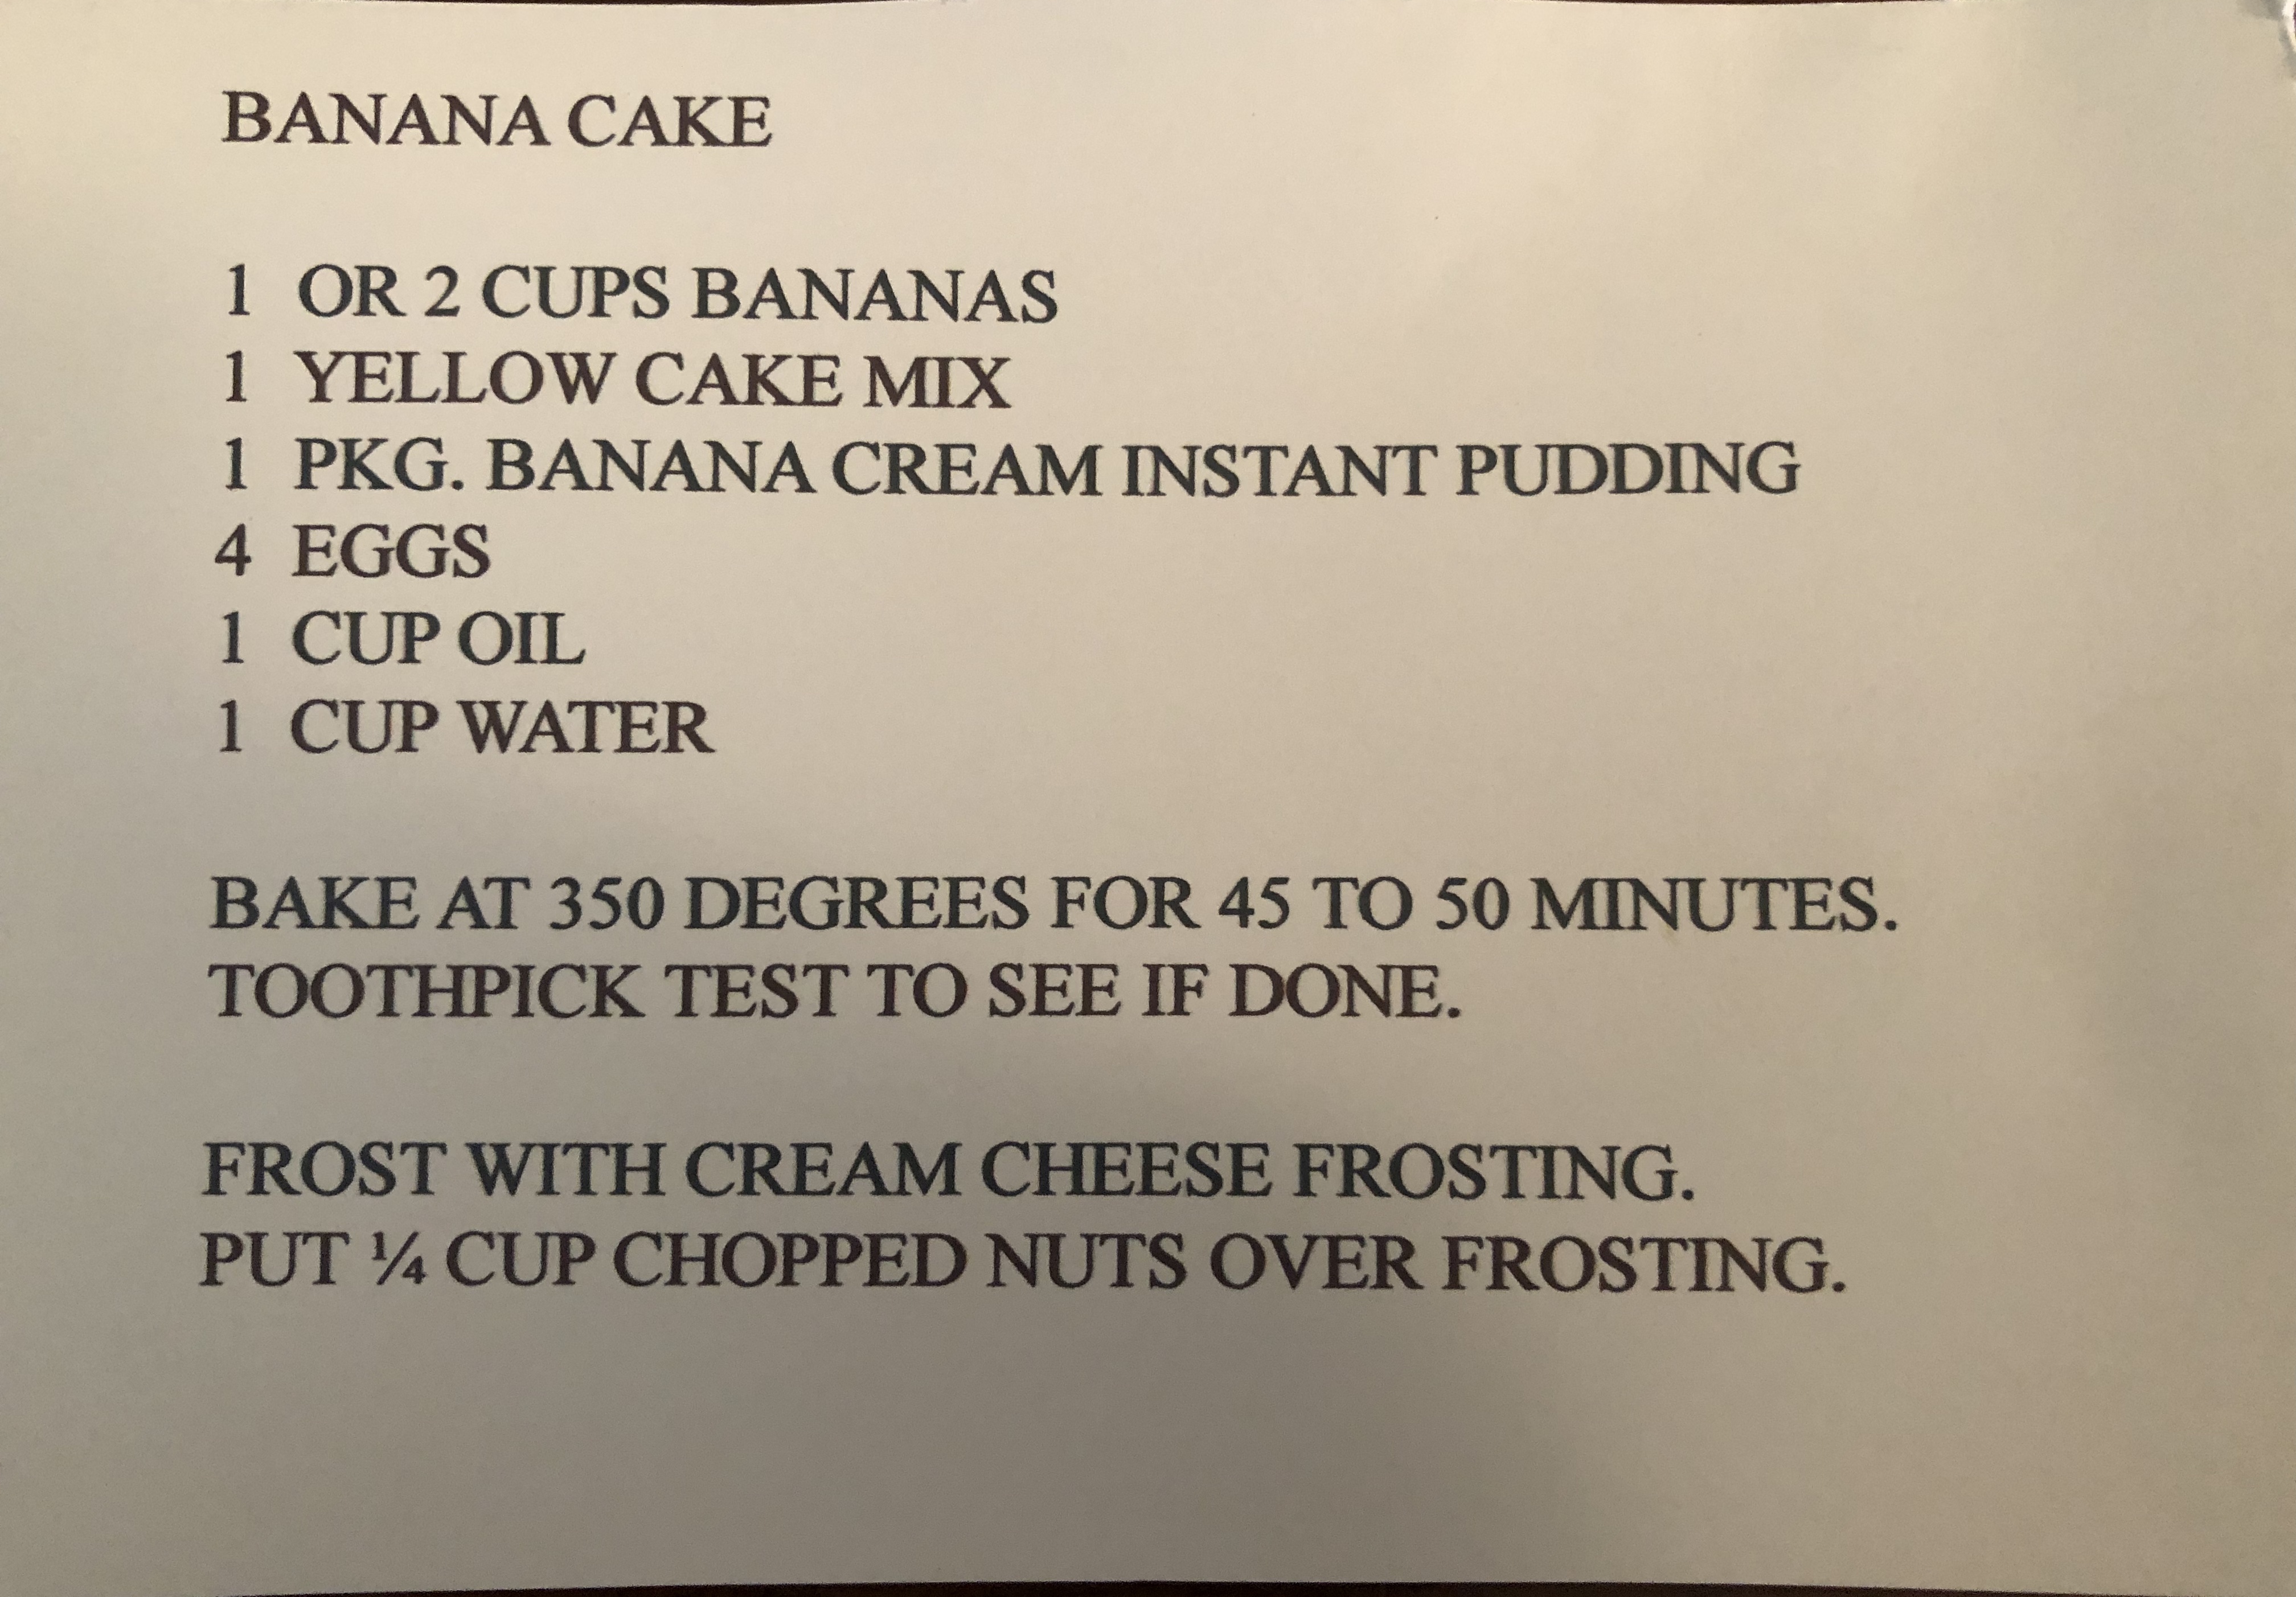 BANANA CAKE
1 OR 2 CUPS BANANAS
1 YELLOW CAKE MIX
1 PKG. BANANA CREAM INSTANT PUDDING
4 EGGS
1 CUP OIL
1 CUP WATER
BAKE AT 350 DEGREES FOR 45 TO 50 MINUTES.
TOOTHPICK TEST TO SEE IF DONE.
FROST WITH CREAM CHEESE FROSTING.
PUT ¼ CUP CHOPPED NUTS OVER FROSTING.